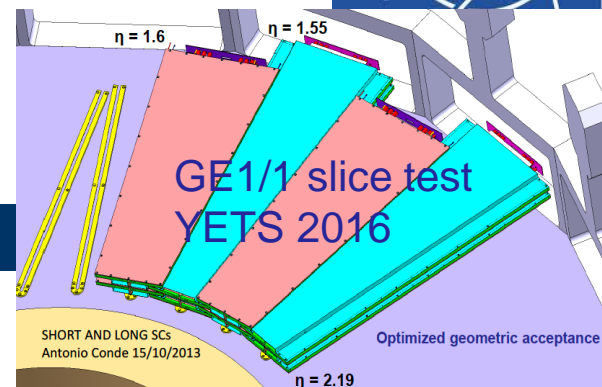 η = 1.6
η = 1.55
GE1/1 slice test
YETS 2016
SHORT AND LONG SCs
Antonio Conde 15/10/2013
Optimized geometric acceptance
η = 2.19